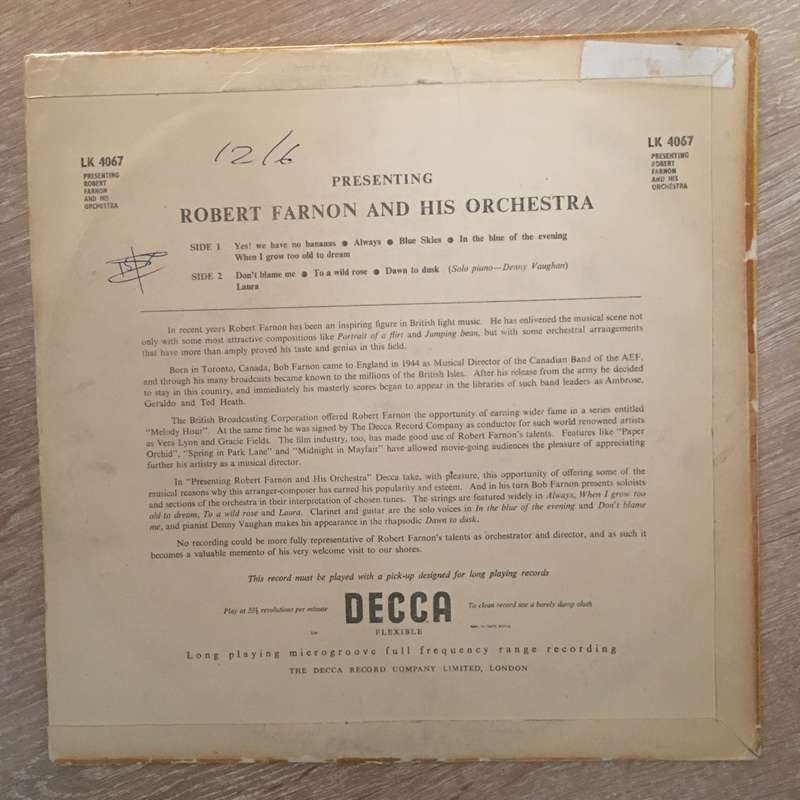 12/6
LK 4067
PRESENTING
ROBERT
FARNON
AND HIS
ORCHESTRA
LK 4067
PRESENTING
ROBERT
FARNON
AND HIS
ORCHESTRA
PRESENTING
ROBERT FARNON AND HIS ORCHESTRA
SIDE 1 Yes! we have no bananas ● Always ● Blue Skies ● In the blue of the evening
When I grow too old to dream
SIDE 2 Don't blame me ● To a wild rose ● Dawn to dusk (Solo piano—Denny Vaughan)
Laura
In recent years Robert Farnon has been an inspiring figure in British light music. He has enlivened the musical scene not
only with some most attractive compositions like Portrait of a flirt and Jumping bean, but with some orchestral arrangements
that have more than amply proved his taste and genius in this field.
Born in Toronto, Canada, Bob Farnon came to England in 1944 as Musical Director of the Canadian Band of the AEF,
and through his many broadcasts became known to the millions of the British Isles. After his release from the army he decided
to stay in this country, and immediately his masterly scores began to appear in the libraries of such band leaders as Ambrose,
Geraldo and Ted Heath.
The British Broadcasting Corporation offered Robert Farnon the opportunity of earning wider fame in a series entitled
"Melody Hour". At the same time he was signed by The Decca Record Company as conductor for such world renowned artists
as Vera Lynn and Gracie Fields. The film industry, too, has made good use of Robert Farnon's talents. Features like "Paper
Orchid", "Spring in Park Lane" and "Midnight in Mayfair" have allowed movie-going audiences the pleasure of appreciating
further his artistry as a musical director.
In "Presenting Robert Farnon and His Orchestra" Decca take, with pleasure, this opportunity of offering some of the
musical reasons why this arranger-composer has earned his popularity and esteem. And in his turn Bob Farnon presents soloists
and sections of the orchestra in their interpretation of chosen tunes. The strings are featured widely in Always, When I grow too
old to dream, To a wild rose and Laura. Clarinet and guitar are the solo voices in In the blue of the evening and Don't blame
me, and pianist Denny Vaughan makes his appearance in the rhapsodic Dawn to dusk.
No recording could be more fully representative of Robert Farnon's talents as orchestrator and director, and as such it
becomes a valuable memento of his very welcome visit to our shores.
This record must be played with a pick-up designed for long playing records
Play at 33⅓ revolutions per minute
DECCA
To clean record use a barely damp cloth
FLEXIBLE
Long playing microgroove full frequency range recording
THE DECCA RECORD COMPANY LIMITED, LONDON